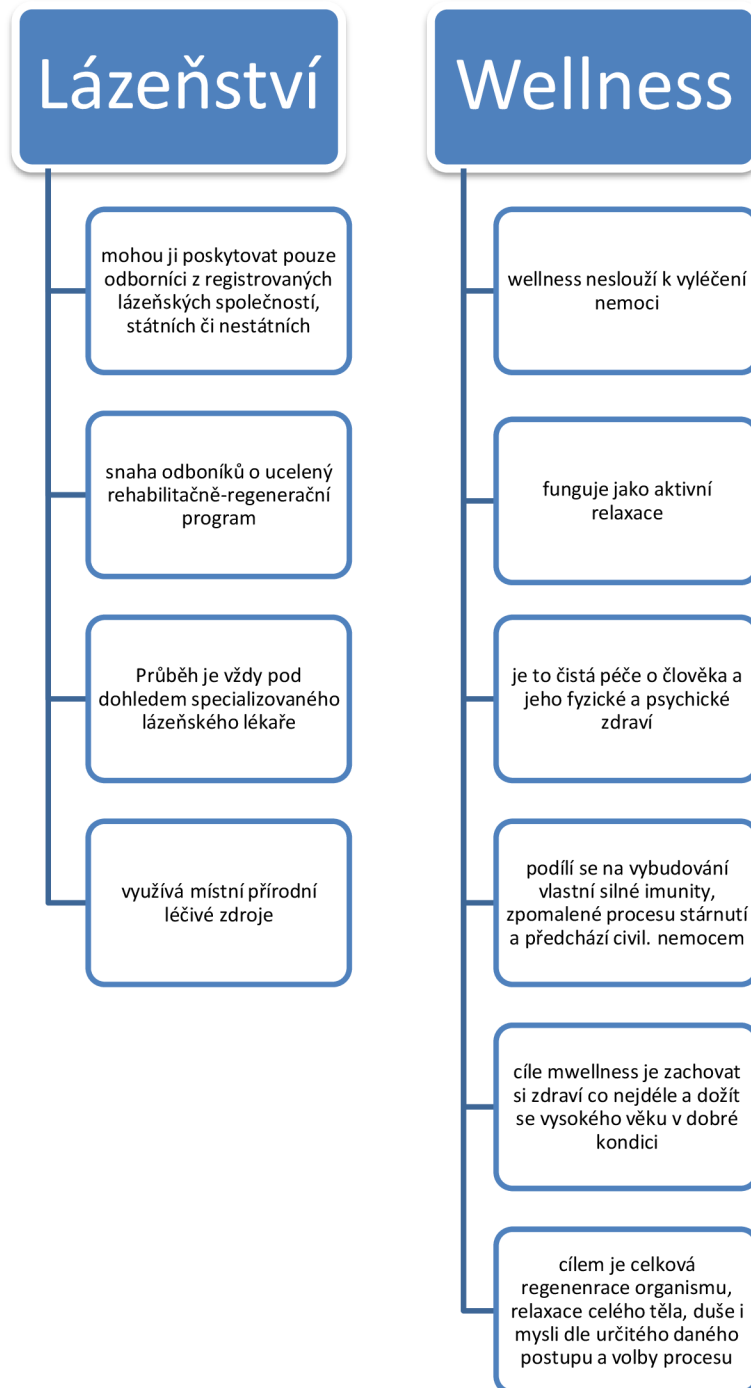 Lázeňství
mohou ji poskytovat pouze
odborníci z registrovaných
lázeňských společností,
státních či nestátních
snaha odboníků o ucelený
rehabilitačně-regenerační
program
Průběh je vždy pod
dohledem specializovaného
lázeňského lékaře
využívá místní přírodní
léčivé zdroje
Wellness
wellness neslouží k vyléčení
nemoci
funguje jako aktivní
relaxace
je to čistá péče o člověka a
jeho fyzické a psychické
zdraví
podílí se na vybudování
vlastní silné imunity,
zpomalené procesu stárnutí
a předchází civil. nemocem
cíle mwellness je zachovat
si zdraví co nejdéle a dožít
se vysokého věku v dobré
kondici
cílem je celková
regenenrace organismu,
relaxace celého těla, duše i
mysli dle určitého daného
postupu a volby procesu